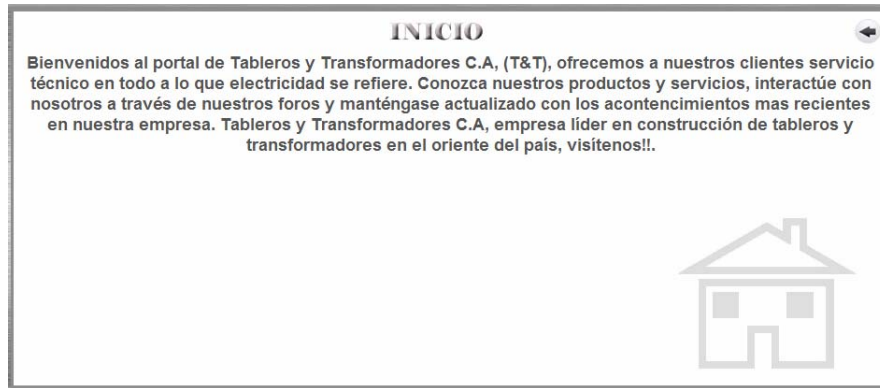 INICIO
Bienvenidos al portal de Tableros y Transformadores C.A, (T&T), ofrecemos a nuestros clientes servicio
técnico en todo a lo que electricidad se refiere. Conozca nuestros productos y servicios, interactúe con
nosotros a través de nuestros foros y manténgase actualizado con los acontencimientos mas recientes
en nuestra empresa. Tableros y Transformadores C.A, empresa líder en construcción de tableros y
transformadores en el oriente del país, visítenos!!.